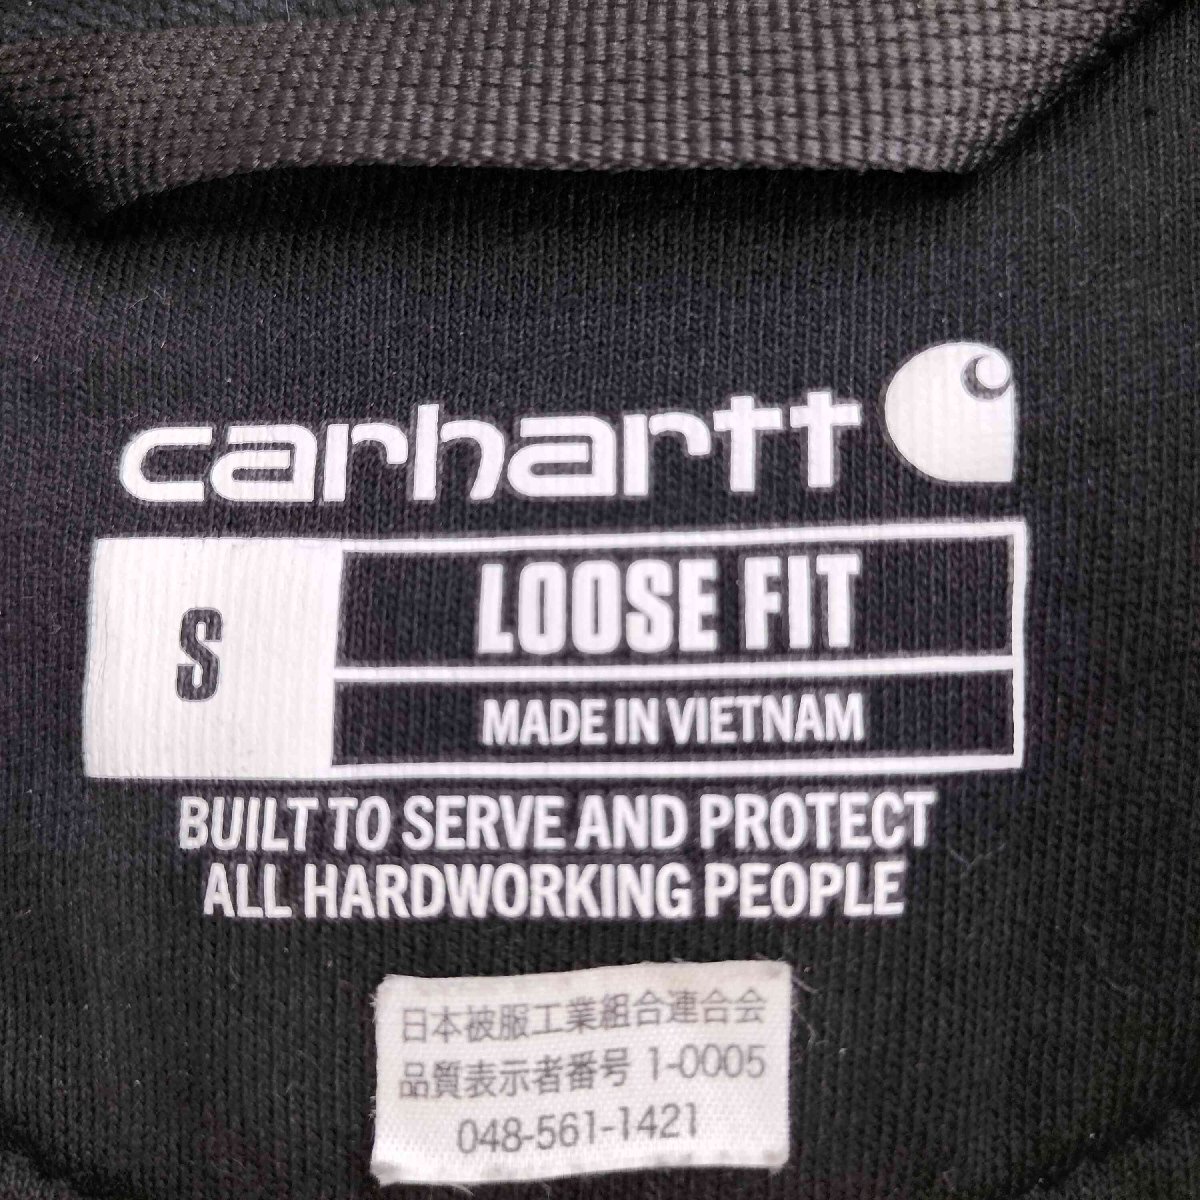 carhartt
S
LOOSE FIT
MADE IN VIETNAM
BUILT TO SERVE AND PROTECT
ALL HARDWORKING PEOPLE
日本被服工業組合連合会
品質表示者番号 1-0005
048-561-1421